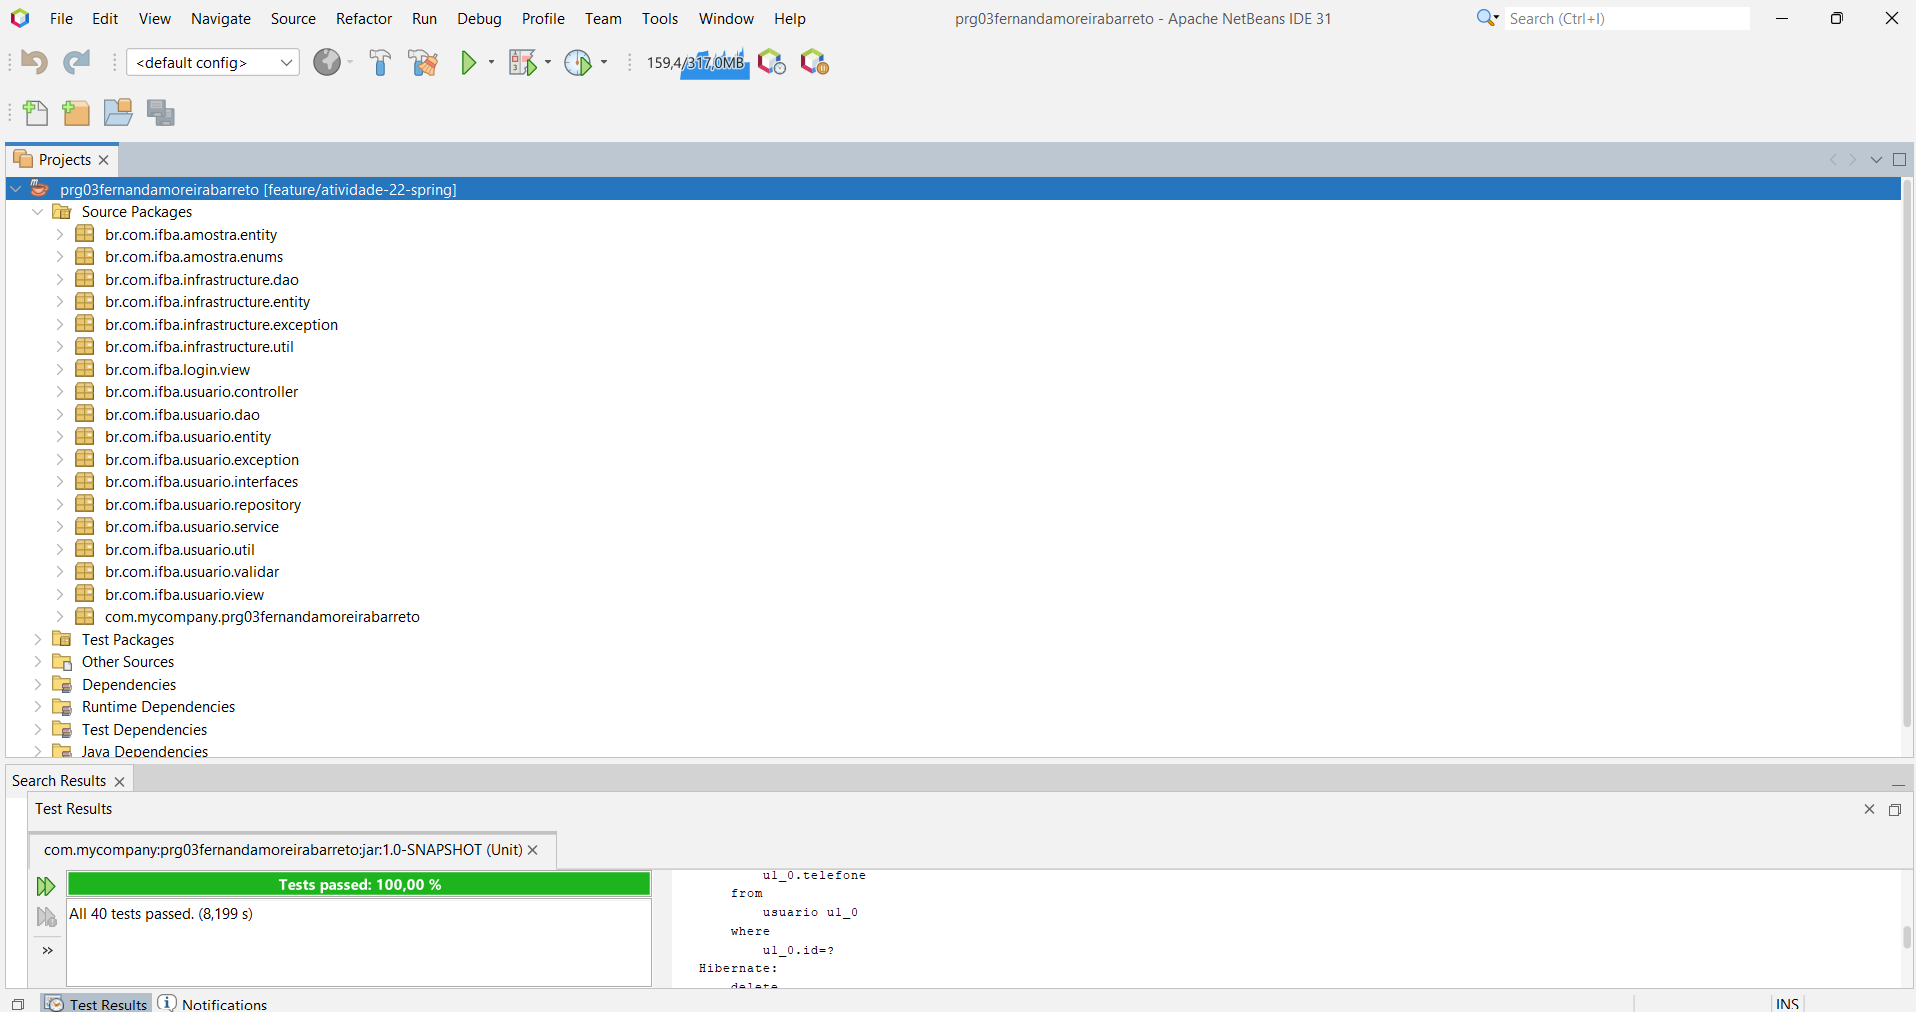 File Edit View Navigate Source Refactor Run Debug Profile Team Tools Window Help prg03fernandamoreirabarreto - Apache NetBeans IDE 31 Search (Ctrl+I)
<default config> 159,4/317,0MB
Projects
prg03fernandamoreirabarreto [feature/atividade-22-spring]
Source Packages
br.com.ifba.amostra.entity
br.com.ifba.amostra.enums
br.com.ifba.infrastructure.dao
br.com.ifba.infrastructure.entity
br.com.ifba.infrastructure.exception
br.com.ifba.infrastructure.util
br.com.ifba.login.view
br.com.ifba.usuario.controller
br.com.ifba.usuario.dao
br.com.ifba.usuario.entity
br.com.ifba.usuario.exception
br.com.ifba.usuario.interfaces
br.com.ifba.usuario.repository
br.com.ifba.usuario.service
br.com.ifba.usuario.util
br.com.ifba.usuario.validar
br.com.ifba.usuario.view
com.mycompany.prg03fernandamoreirabarreto
Test Packages
Other Sources
Dependencies
Runtime Dependencies
Test Dependencies
Java Dependencies
Search Results
Test Results
com.mycompany:prg03fernandamoreirabarreto:jar:1.0-SNAPSHOT (Unit)
Tests passed: 100,00 %
All 40 tests passed. (8,199 s)
u1_0.telefone
from
usuario u1_0
where
u1_0.id=?
Hibernate:
delete
Test Results Notifications INS